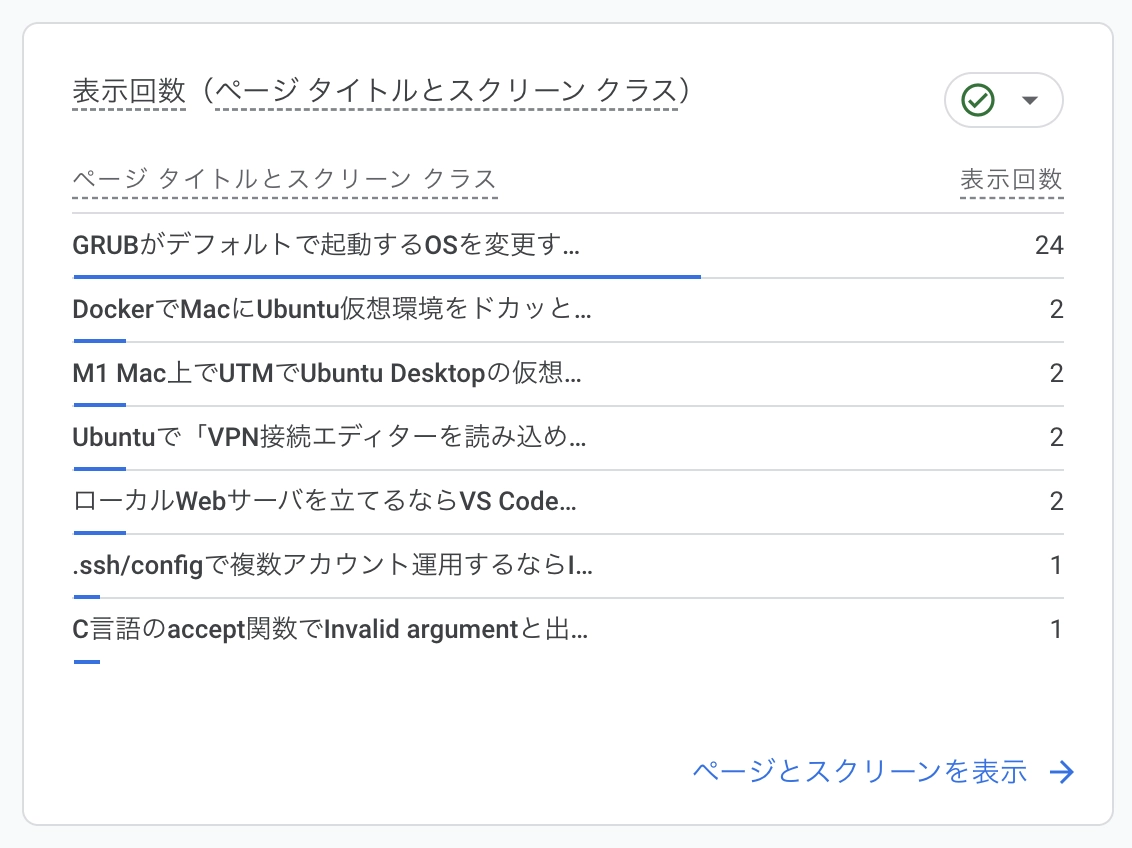 表示回数（ページ タイトルとスクリーン クラス）
ページ タイトルとスクリーン クラス 表示回数
GRUBがデフォルトで起動するOSを変更す... 24
DockerでMacにUbuntu仮想環境をドカッと... 2
M1 Mac上でUTMでUbuntu Desktopの仮想... 2
Ubuntuで「VPN接続エディターを読み込め... 2
ローカルWebサーバを立てるならVS Code... 2
.ssh/configで複数アカウント運用するならI... 1
C言語のaccept関数でInvalid argumentと出... 1
ページとスクリーンを表示 →